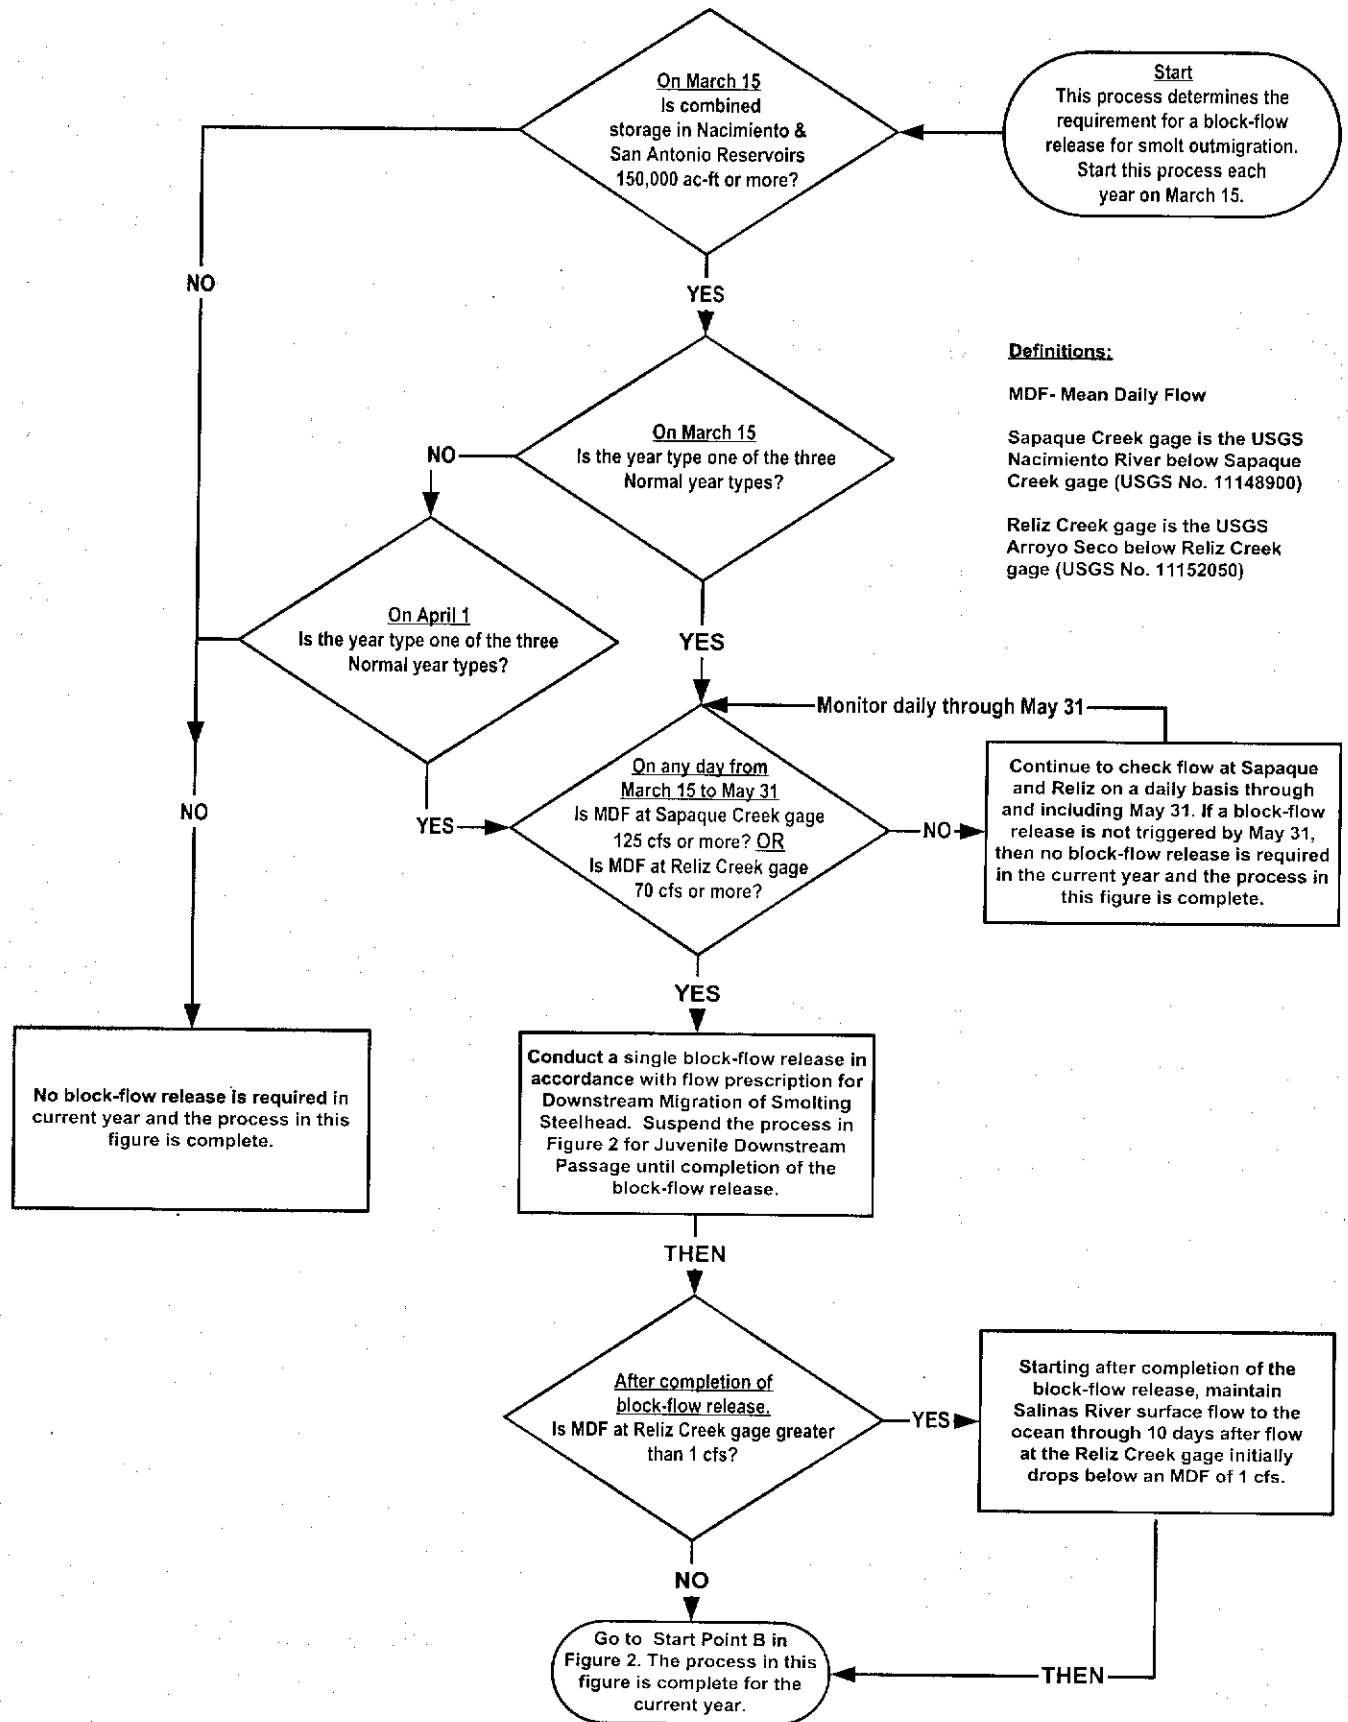 Start
This process determines the
requirement for a block-flow
release for smolt outmigration.
Start this process each
year on March 15.
On March 15
Is combined
storage in Nacimiento &
San Antonio Reservoirs
150,000 ac-ft or more?
NO
YES
Definitions:
MDF- Mean Daily Flow
Sapaque Creek gage is the USGS
Nacimiento River below Sapaque
Creek gage (USGS No. 11148900)
Reliz Creek gage is the USGS
Arroyo Seco below Reliz Creek
gage (USGS No. 11152050)
On March 15
Is the year type one of the three
Normal year types?
NO
YES
On April 1
Is the year type one of the three
Normal year types?
NO
YES
Monitor daily through May 31
On any day from
March 15 to May 31
Is MDF at Sapaque Creek gage
125 cfs or more? OR
Is MDF at Reliz Creek gage
70 cfs or more?
NO
Continue to check flow at Sapaque
and Reliz on a daily basis through
and including May 31. If a block-flow
release is not triggered by May 31,
then no block-flow release is required
in the current year and the process in
this figure is complete.
YES
No block-flow release is required in
current year and the process in this
figure is complete.
Conduct a single block-flow release in
accordance with flow prescription for
Downstream Migration of Smolting
Steelhead. Suspend the process in
Figure 2 for Juvenile Downstream
Passage until completion of the
block-flow release.
THEN
After completion of
block-flow release.
Is MDF at Reliz Creek gage greater
than 1 cfs?
YES
Starting after completion of the
block-flow release, maintain
Salinas River surface flow to the
ocean through 10 days after flow
at the Reliz Creek gage initially
drops below an MDF of 1 cfs.
NO
THEN
Go to Start Point B in
Figure 2. The process in this
figure is complete for the
current year.